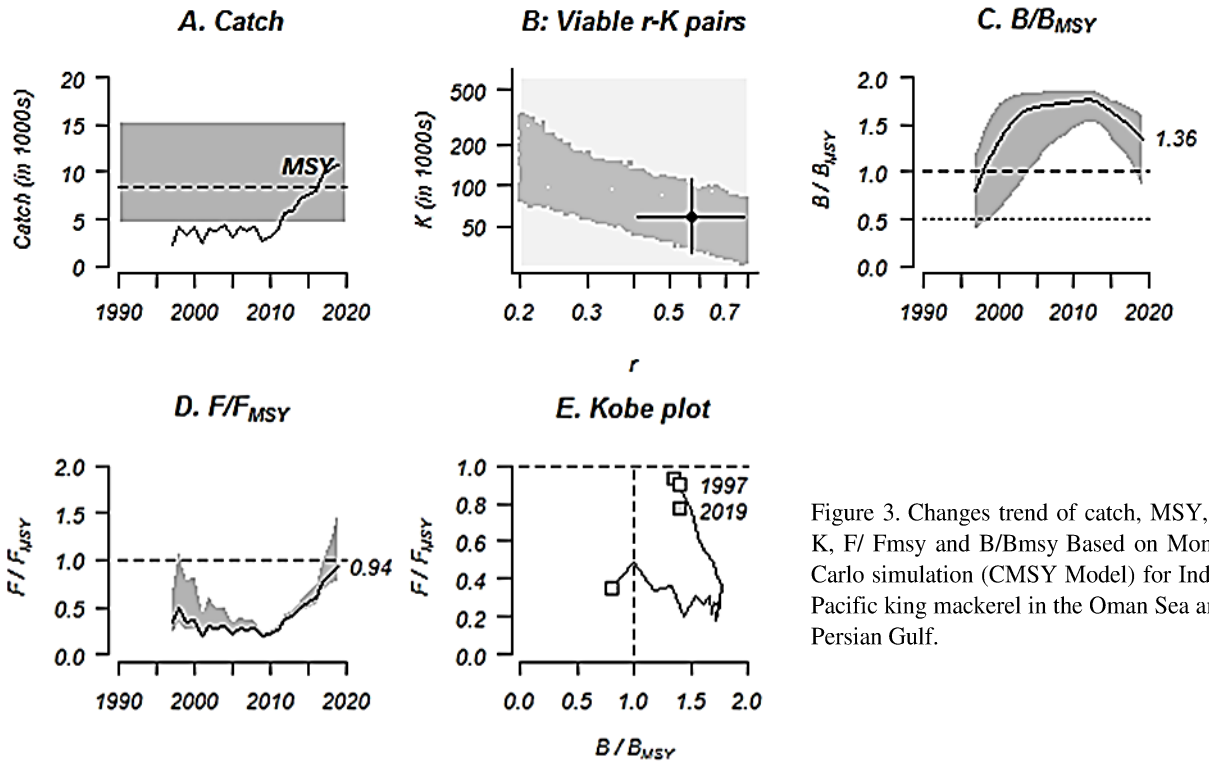 A. Catch
Catch (in 1000s)
20
15
10
5
0
MSY
1990 2000 2010 2020
B: Viable r-K pairs
K (in 1000s)
500
200
100
50
0.2 0.3 0.5 0.7
r
C. B/BMSY
B / BMSY
2.0
1.5
1.0
0.5
0.0
1.36
1990 2000 2010 2020
D. F/FMSY
F / FMSY
2.0
1.5
1.0
0.5
0.0
0.94
1990 2000 2010 2020
E. Kobe plot
F / FMSY
1.0
0.8
0.6
0.4
0.2
0.0
1997
2019
0.0 0.5 1.0 1.5 2.0
B / BMSY
Figure 3. Changes trend of catch, MSY,
K, F/ Fmsy and B/Bmsy Based on Mon
Carlo simulation (CMSY Model) for Ind
Pacific king mackerel in the Oman Sea a
Persian Gulf.